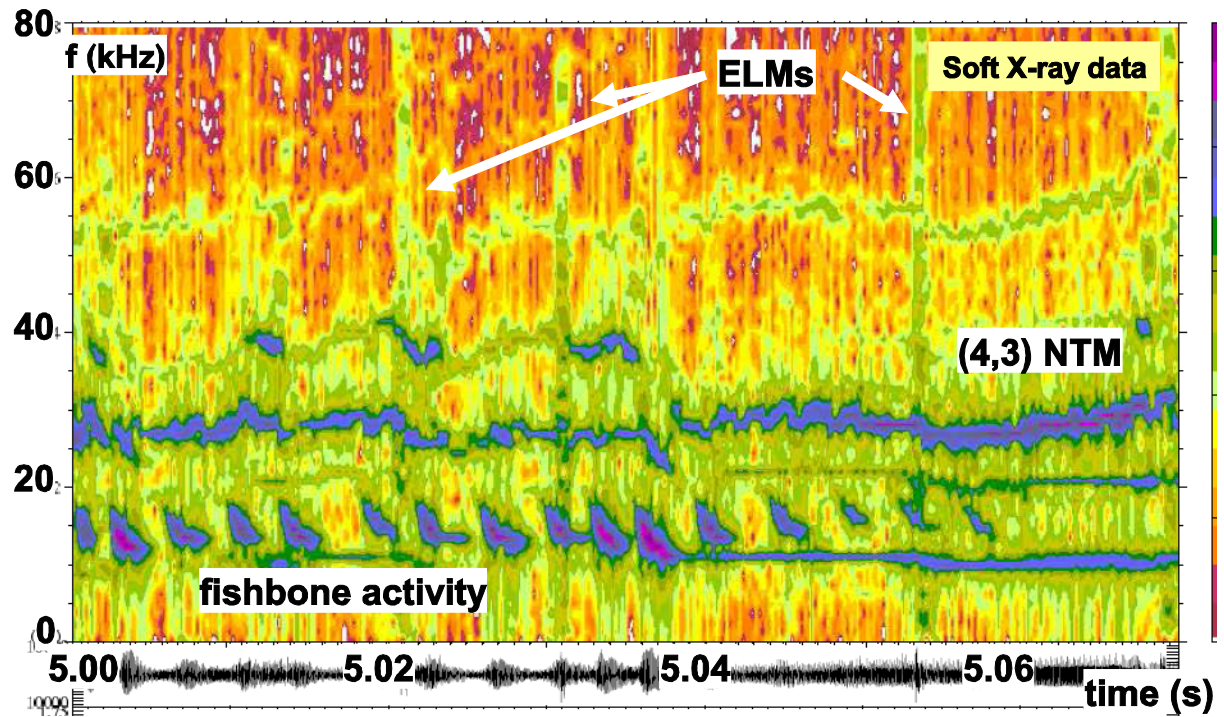 80
f (kHz)
ELMs
Soft X-ray data
60
40
(4,3) NTM
20
fishbone activity
0
5.00 5.02 5.04 5.06
time (s)
10000